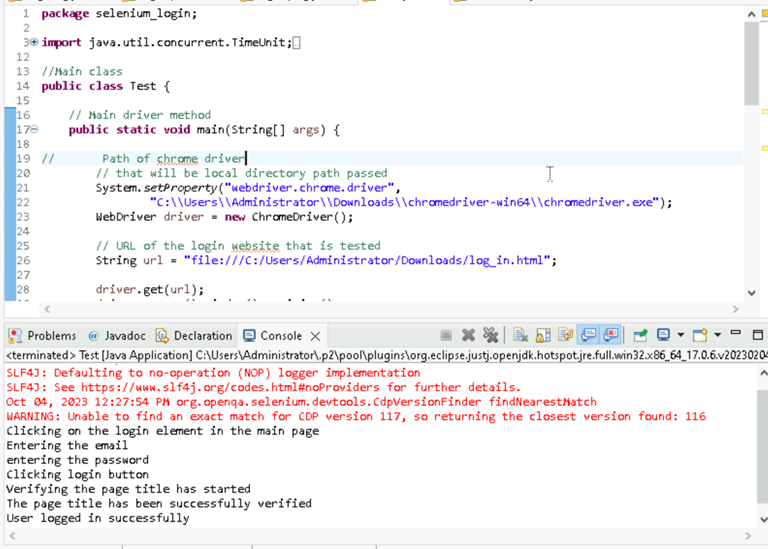 1 package selenium_login;
2
3 import java.util.concurrent.TimeUnit;
12
13 //Main class
14 public class Test {
15
16 // Main driver method
17 public static void main(String[] args) {
18
19 // Path of chrome driver
20 // that will be local directory path passed
21 System.setProperty("webdriver.chrome.driver",
22 "C:\\Users\\Administrator\\Downloads\\chromedriver-win64\\chromedriver.exe");
23 WebDriver driver = new ChromeDriver();
24
25 // URL of the login website that is tested
26 String url = "file:///C:/Users/Administrator/Downloads/log_in.html";
27
28 driver.get(url);
Problems @ Javadoc Declaration Console
<terminated> Test [Java Application] C:\Users\Administrator\.p2\pool\plugins\org.eclipse.justj.openjdk.hotspot.jre.full.win32.x86_64_17.0.6.v20230204
SLF4J: Defaulting to no-operation (NOP) logger implementation
SLF4J: See https://www.slf4j.org/codes.html#noProviders for further details.
Oct 04, 2023 12:27:54 PM org.openqa.selenium.devtools.CdpVersionFinder findNearestMatch
WARNING: Unable to find an exact match for CDP version 117, so returning the closest version found: 116
Clicking on the login element in the main page
Entering the email
entering the password
Clicking login button
Verifying the page title has started
The page title has been successfully verified
User logged in successfully